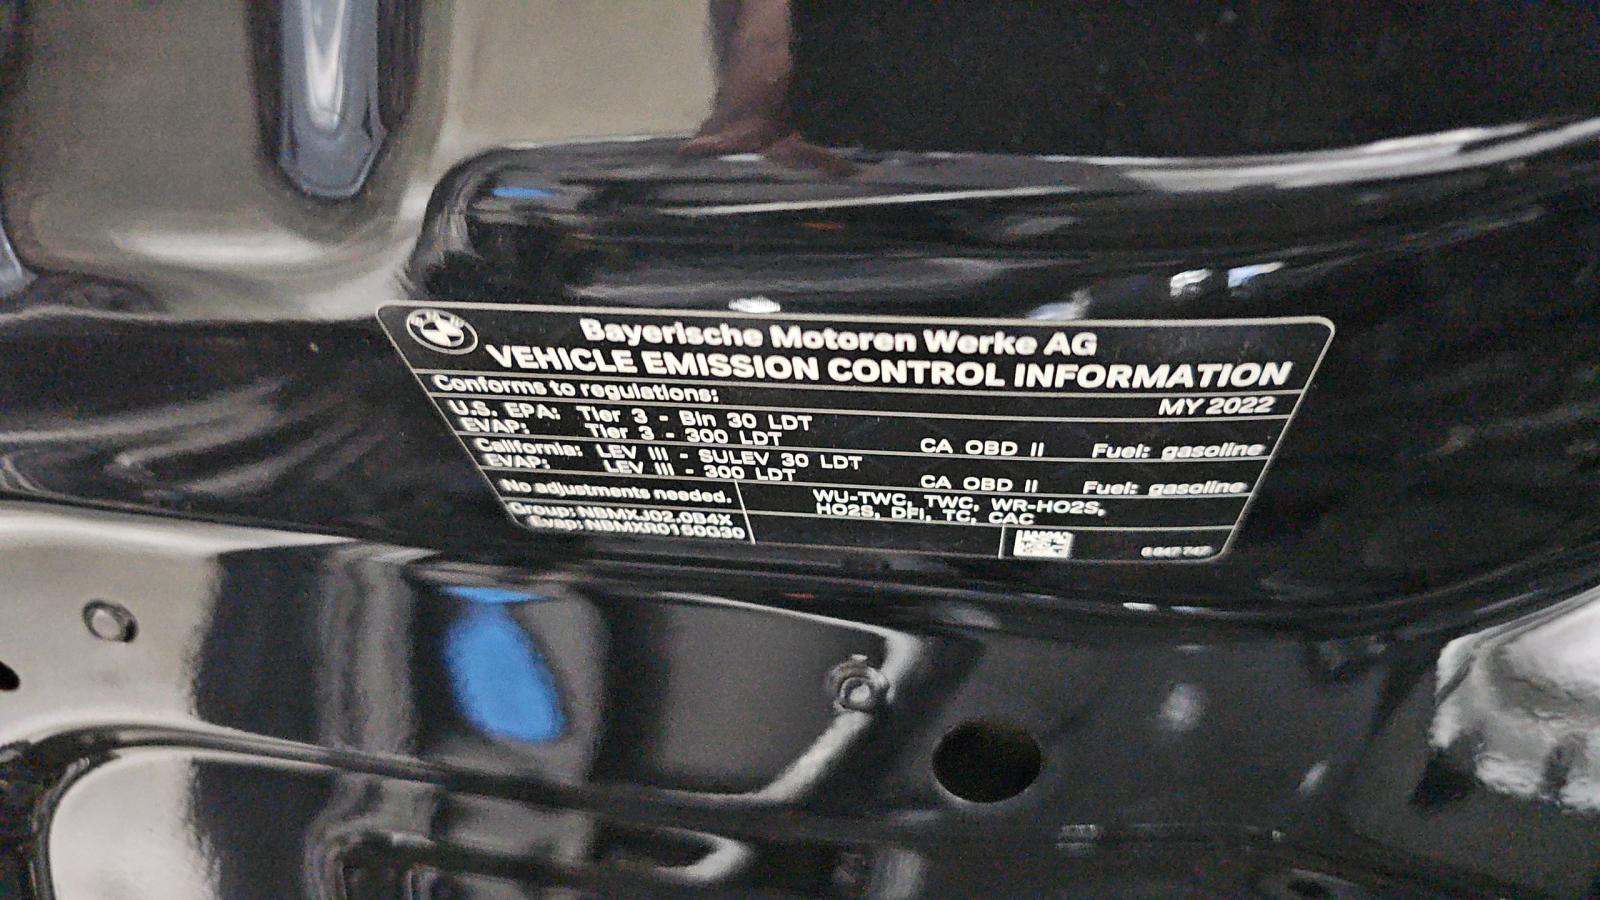 Bayerische Motoren Werke AG
VEHICLE EMISSION CONTROL INFORMATION
Conforms to regulations: MY 2022
U.S. EPA: Tier 3 - Bin 30 LDT
EVAP: Tier 3 - 300 LDT CA OBD II Fuel: gasoline
California: LEV III - SULEV 30 LDT
EVAP: LEV III - 300 LDT CA OBD II Fuel: gasoline
No adjustments needed.
Group: NBMXJ02.0B4X
Evap: NBMXR0160G30
WU-TWC, TWC, WR-HO2S,
HO2S, DFI, TC, CAC